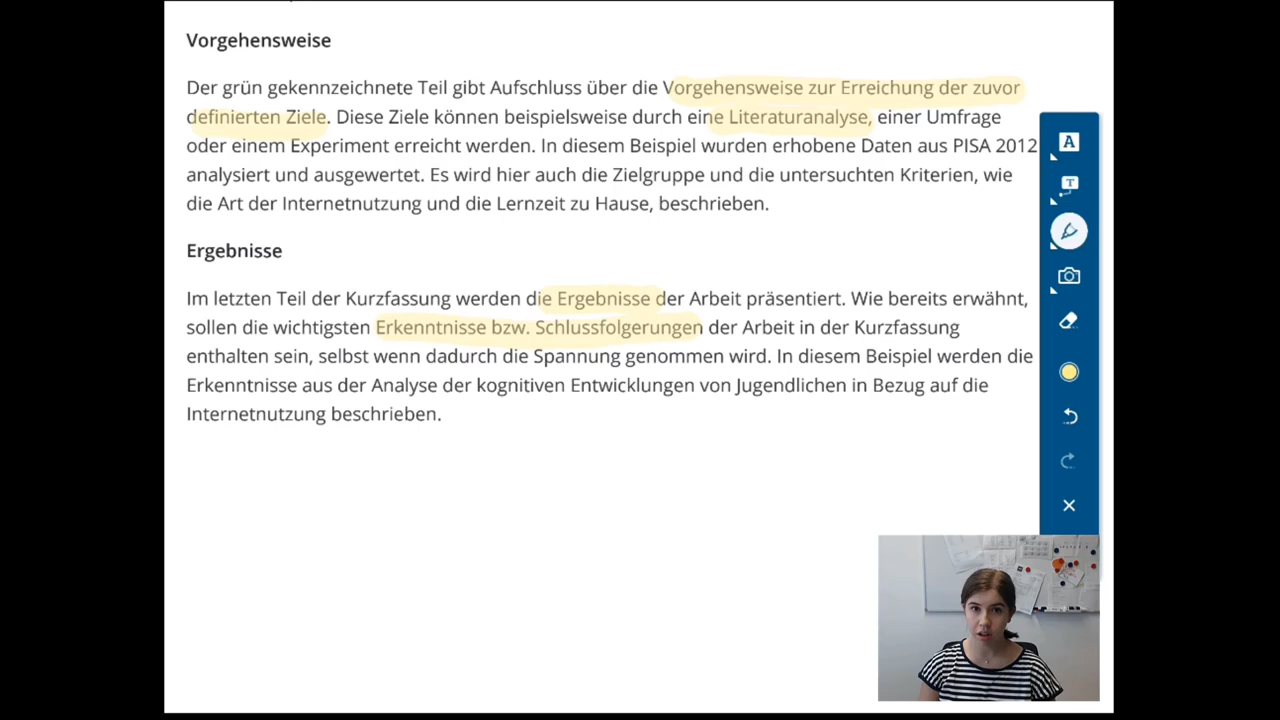 Vorgehensweise
Der grün gekennzeichnete Teil gibt Aufschluss über die Vorgehensweise zur Erreichung der zuvor
definierten Ziele. Diese Ziele können beispielsweise durch eine Literaturanalyse, einer Umfrage
oder einem Experiment erreicht werden. In diesem Beispiel wurden erhobene Daten aus PISA 2012
analysiert und ausgewertet. Es wird hier auch die Zielgruppe und die untersuchten Kriterien, wie
die Art der Internetnutzung und die Lernzeit zu Hause, beschrieben.
Ergebnisse
Im letzten Teil der Kurzfassung werden die Ergebnisse der Arbeit präsentiert. Wie bereits erwähnt,
sollen die wichtigsten Erkenntnisse bzw. Schlussfolgerungen der Arbeit in der Kurzfassung
enthalten sein, selbst wenn dadurch die Spannung genommen wird. In diesem Beispiel werden die
Erkenntnisse aus der Analyse der kognitiven Entwicklungen von Jugendlichen in Bezug auf die
Internetnutzung beschrieben.
A
T